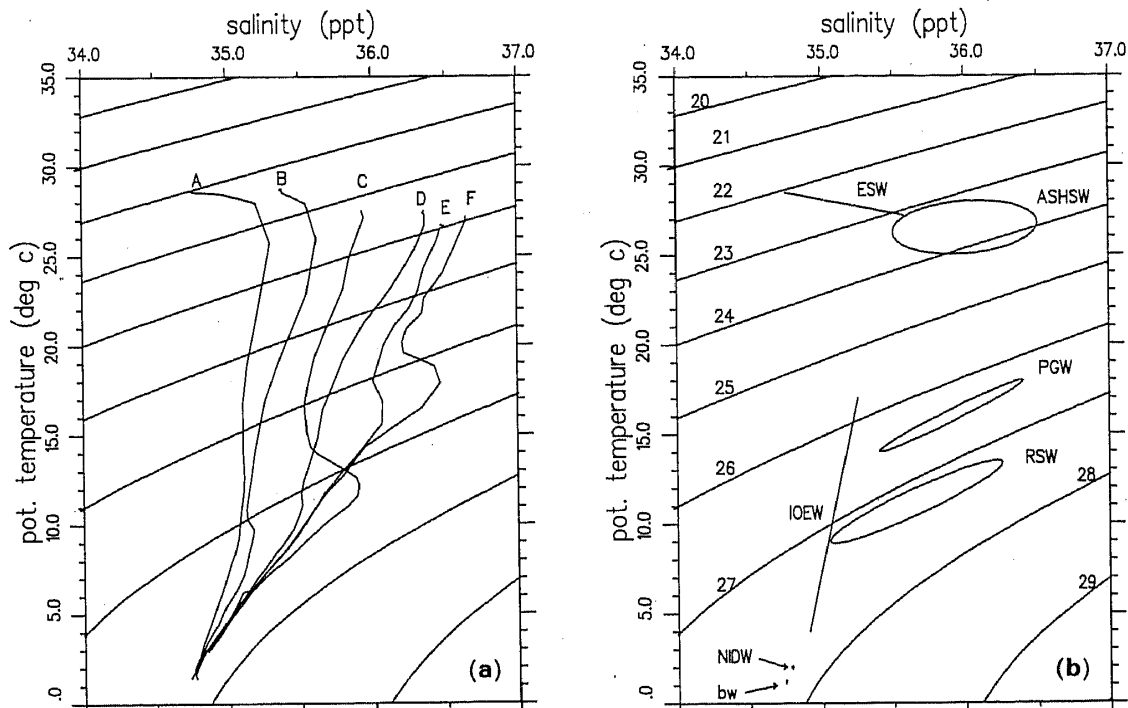 salinity (ppt)
34.0 35.0 36.0 37.0
pot. temperature (deg c)
35.0
30.0
25.0
20.0
15.0
10.0
5.0
.0
A B C D E F
(a)
salinity (ppt)
34.0 35.0 36.0 37.0
pot. temperature (deg c)
35.0
30.0
25.0
20.0
15.0
10.0
5.0
.0
20
21
22
ESW
ASHSW
23
24
25
PGW
26
RSW
28
IOEW
27
29
NIDW
bw
(b)